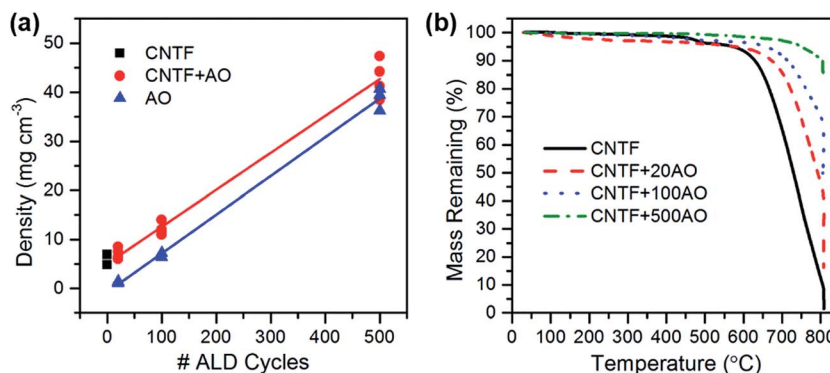 (a)
Density (mg cm⁻³)
50
40
30
20
10
0
CNTF
CNTF+AO
AO
0 100 200 300 400 500
# ALD Cycles
(b)
Mass Remaining (%)
100
90
80
70
60
50
40
30
20
10
0
CNTF
CNTF+20AO
CNTF+100AO
CNTF+500AO
0 100 200 300 400 500 600 700 800
Temperature (°C)